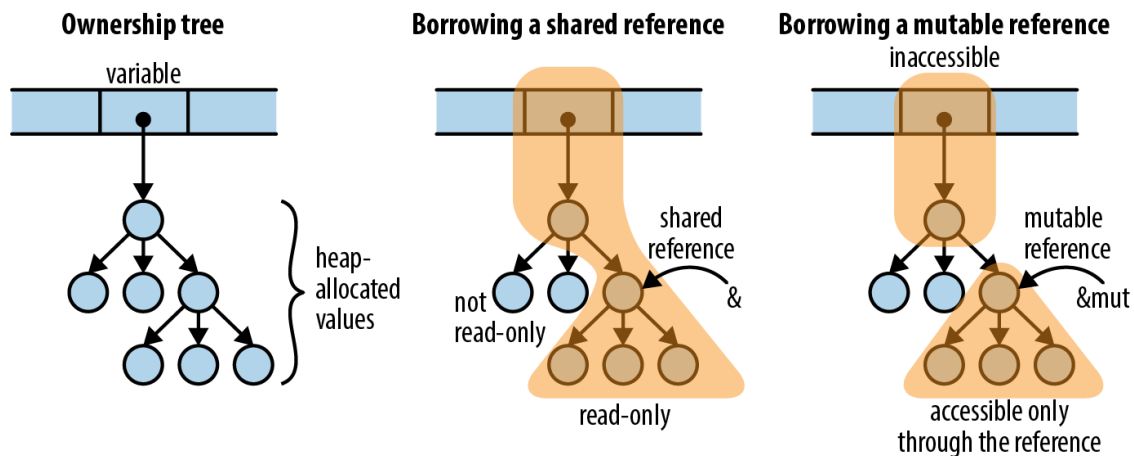 Ownership tree
variable
heap-
allocated
values
Borrowing a shared reference
shared
reference
&
not
read-only
read-only
Borrowing a mutable reference
inaccessible
mutable
reference
&mut
accessible only
through the reference